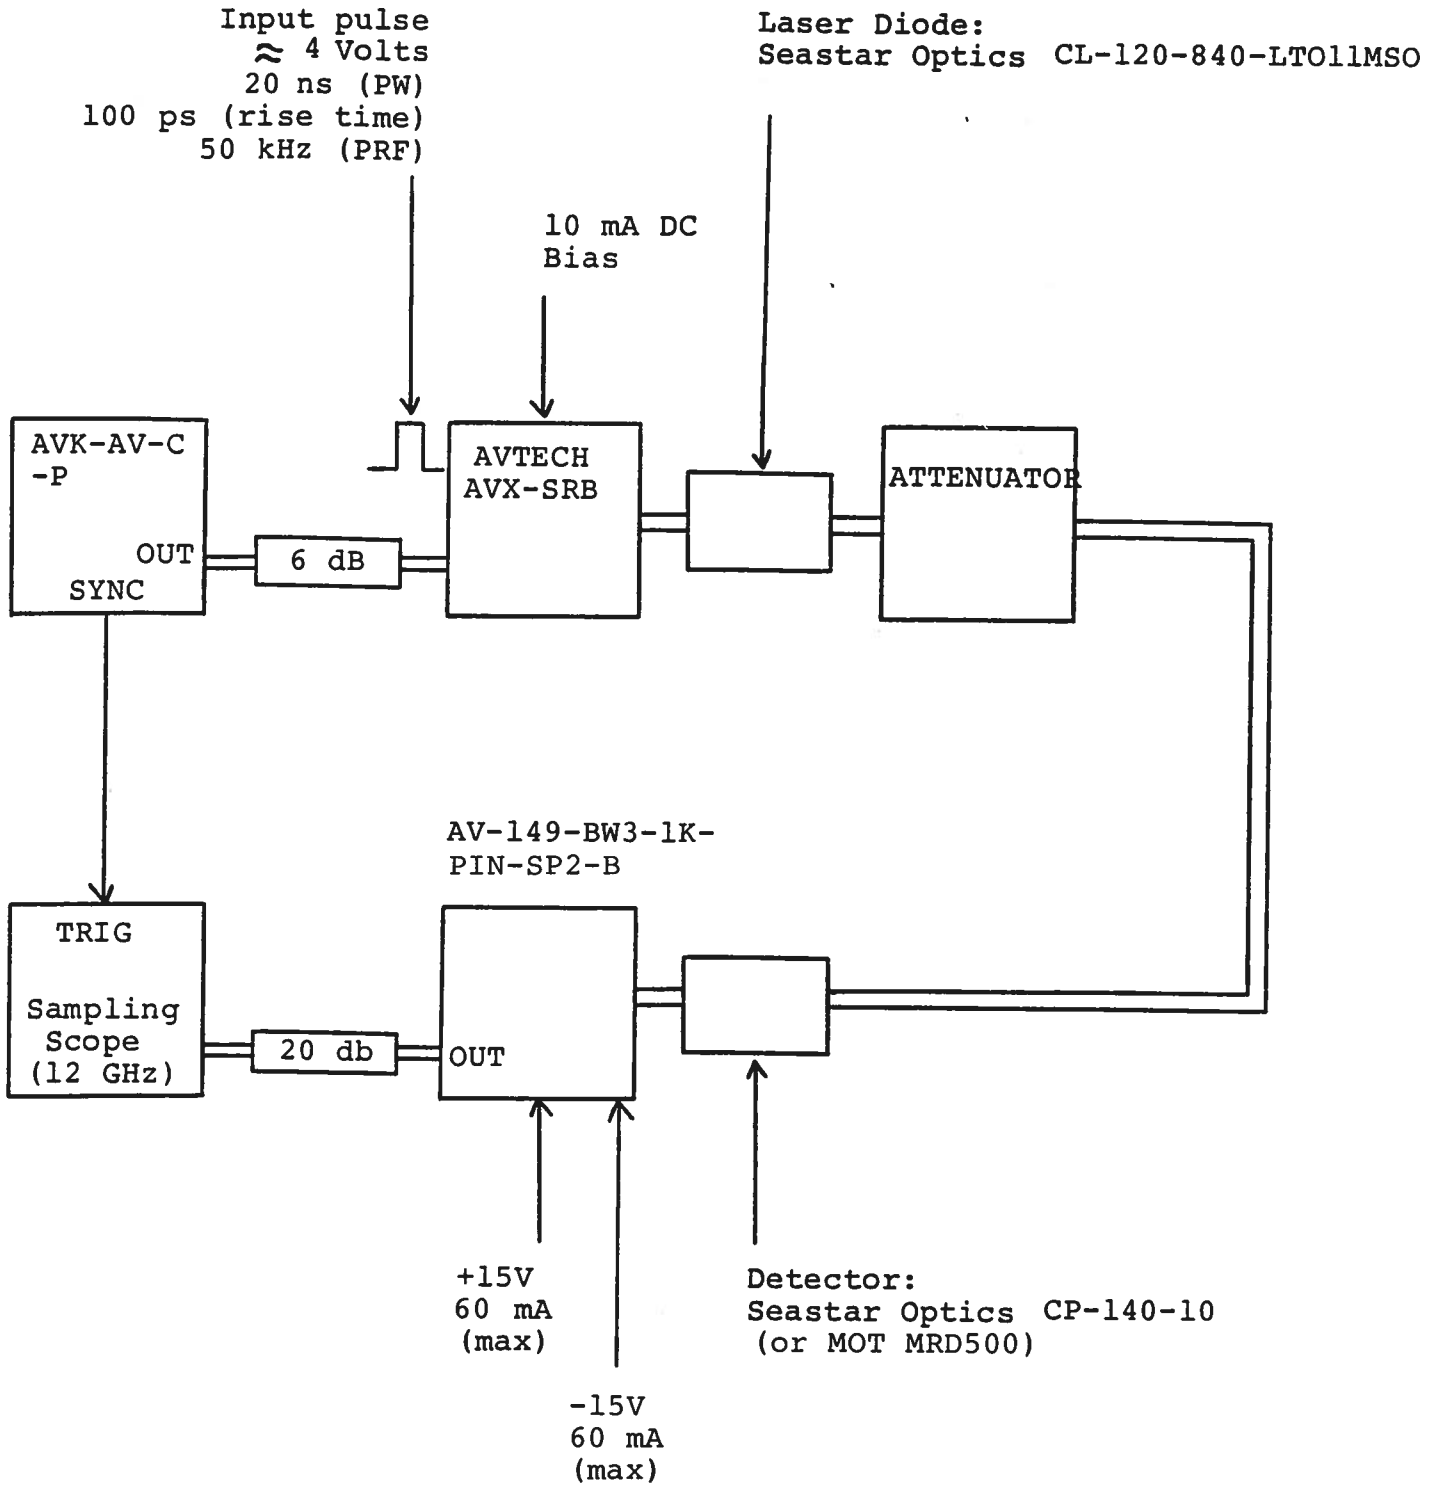 Input pulse
≈ 4 Volts
20 ns (PW)
100 ps (rise time)
50 kHz (PRF)
Laser Diode:
Seastar Optics CL-120-840-LTO11MSO
10 mA DC
Bias
AVK-AV-C
-P
OUT
SYNC
6 dB
AVTECH
AVX-SRB
ATTENUATOR
AV-149-BW3-1K-
PIN-SP2-B
TRIG
Sampling
Scope
(12 GHz)
20 db
OUT
+15V
60 mA
(max)
-15V
60 mA
(max)
Detector:
Seastar Optics CP-140-10
(or MOT MRD500)